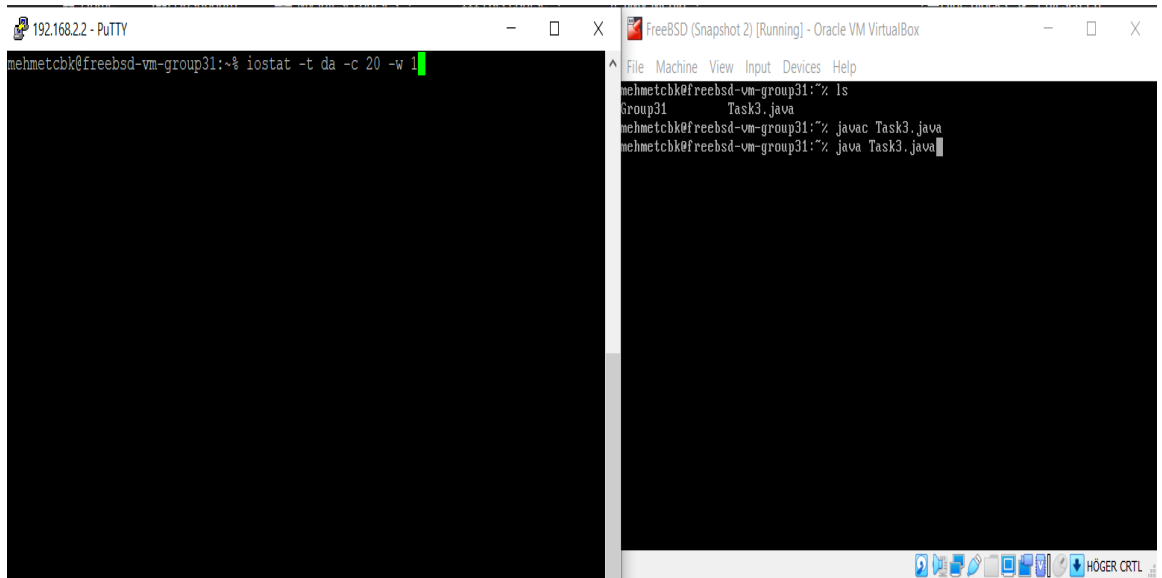 192.168.2.2 - PuTTY
mehmetcbk@freebsd-vm-group31:~% iostat -t da -c 20 -w 1
FreeBSD (Snapshot 2) [Running] - Oracle VM VirtualBox
File Machine View Input Devices Help
mehmetcbk@freebsd-vm-group31:~% ls
Group31 Task3.java
mehmetcbk@freebsd-vm-group31:~% javac Task3.java
mehmetcbk@freebsd-vm-group31:~% java Task3.java
HÖGER CRTL